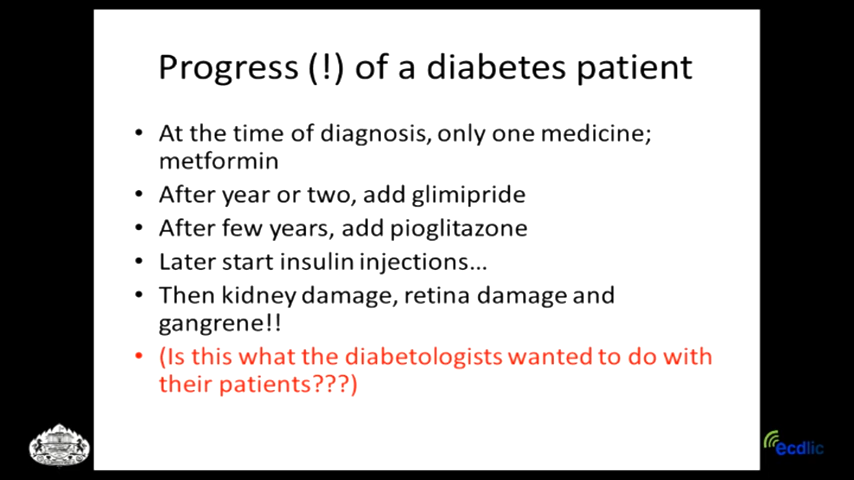 Progress (!) of a diabetes patient
• At the time of diagnosis, only one medicine;
metformin
• After year or two, add glimipride
• After few years, add pioglitazone
• Later start insulin injections...
• Then kidney damage, retina damage and
gangrene!!
• (Is this what the diabetologists wanted to do with
their patients???)
ecdlic